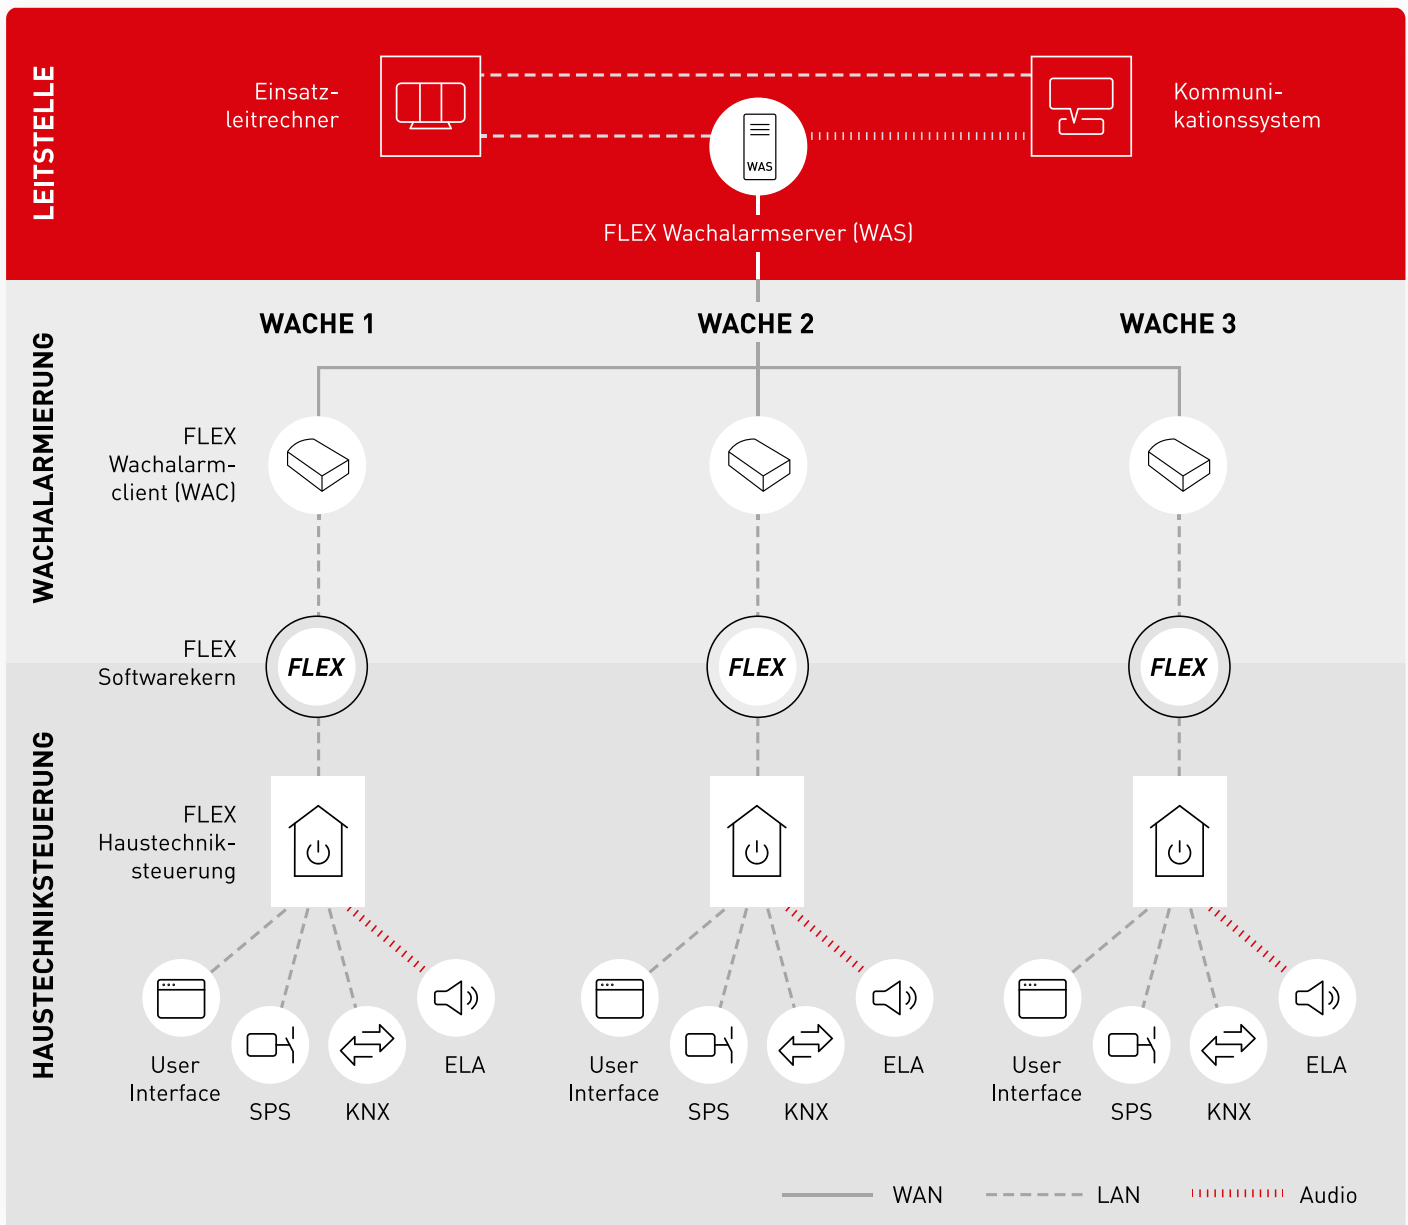 LEITSTELLE
Einsatz-
leitrechner
WAS
Kommuni-
kationssystem
FLEX Wachalarmserver (WAS)
WACHALARMIERUNG
WACHE 1
WACHE 2
WACHE 3
FLEX
Wachalarm-
client (WAC)
FLEX
Softwarekern
FLEX
FLEX
FLEX
HAUSTECHNIKSTEUERUNG
FLEX
Haustechnik-
steuerung
User
Interface
SPS
KNX
ELA
User
Interface
SPS
KNX
ELA
User
Interface
SPS
KNX
ELA
WAN
LAN
Audio